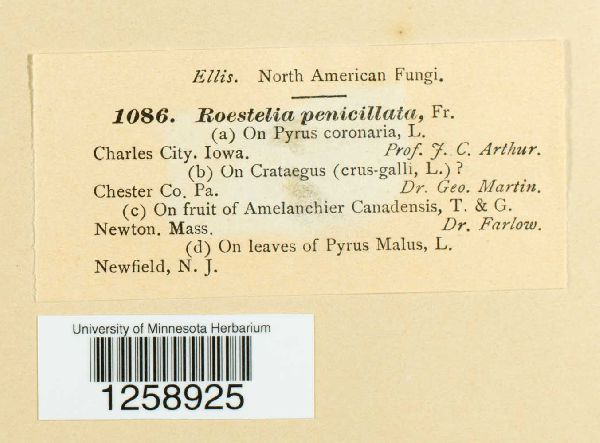 Ellis. North American Fungi.
1086. Roestelia penicillata, Fr.
(a) On Pyrus coronaria, L.
Charles City. Iowa. Prof. J. C. Arthur.
(b) On Crataegus (crus-galli, L.) ?
Chester Co. Pa. Dr. Geo. Martin.
(c) On fruit of Amelanchier Canadensis, T. & G.
Newton. Mass. Dr. Farlow.
(d) On leaves of Pyrus Malus, L.
Newfield, N. J.
University of Minnesota Herbarium
1258925